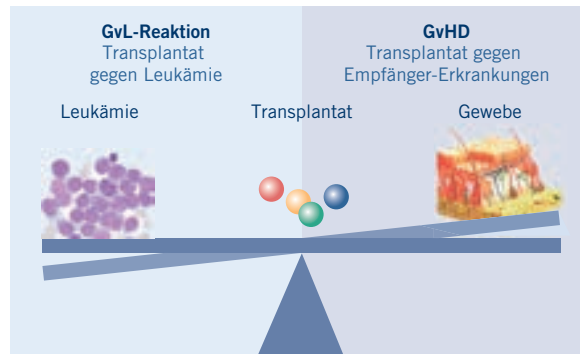 GvL-Reaktion
Transplantat
gegen Leukämie
GvHD
Transplantat gegen
Empfänger-Erkrankungen
Leukämie
Transplantat
Gewebe